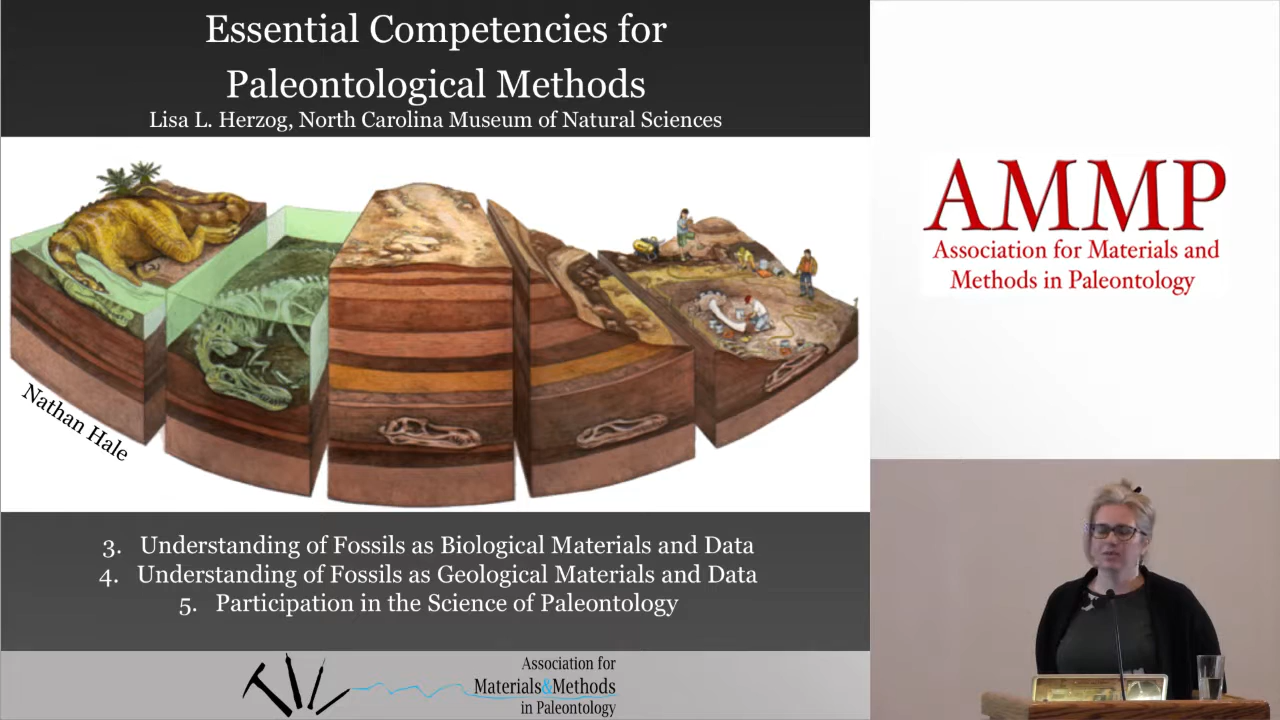 Essential Competencies for
Paleontological Methods
Lisa L. Herzog, North Carolina Museum of Natural Sciences
Nathan Hale
3. Understanding of Fossils as Biological Materials and Data
4. Understanding of Fossils as Geological Materials and Data
5. Participation in the Science of Paleontology
Association for
Materials&Methods
in Paleontology
AMMP
Association for Materials and
Methods in Paleontology